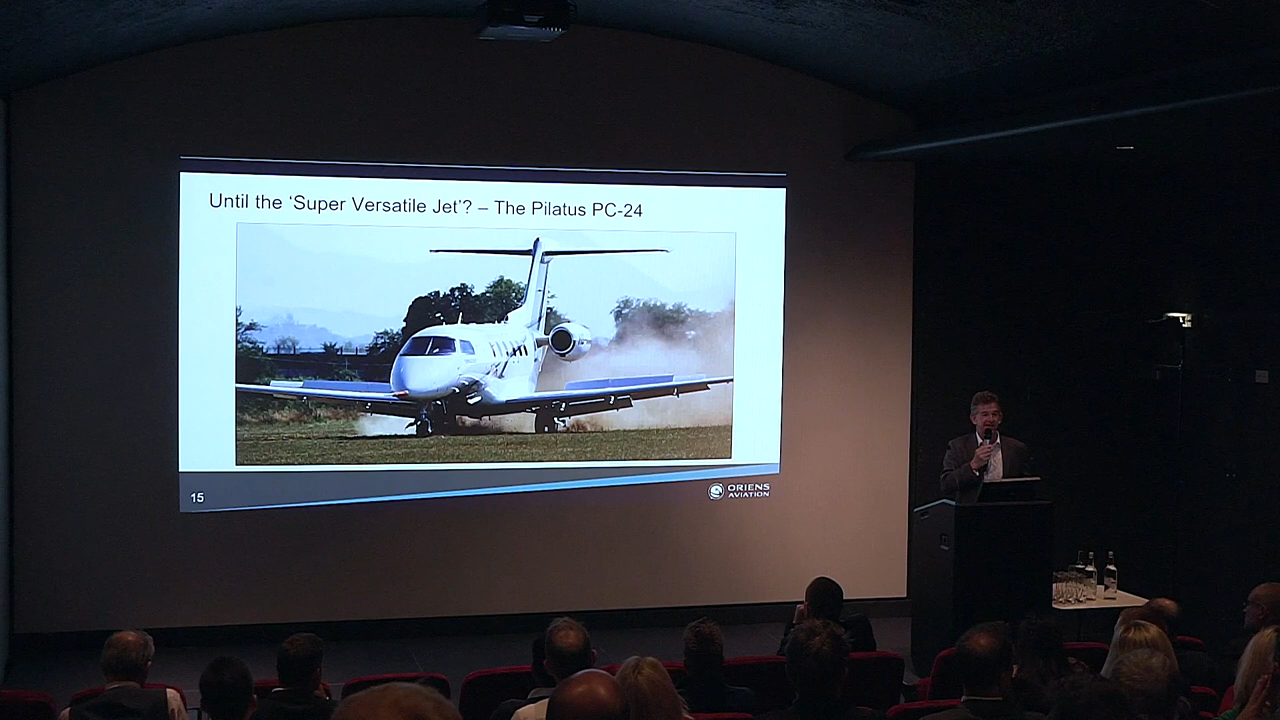 Until the ‘Super Versatile Jet’? – The Pilatus PC-24
15
ORIENS
AVIATION